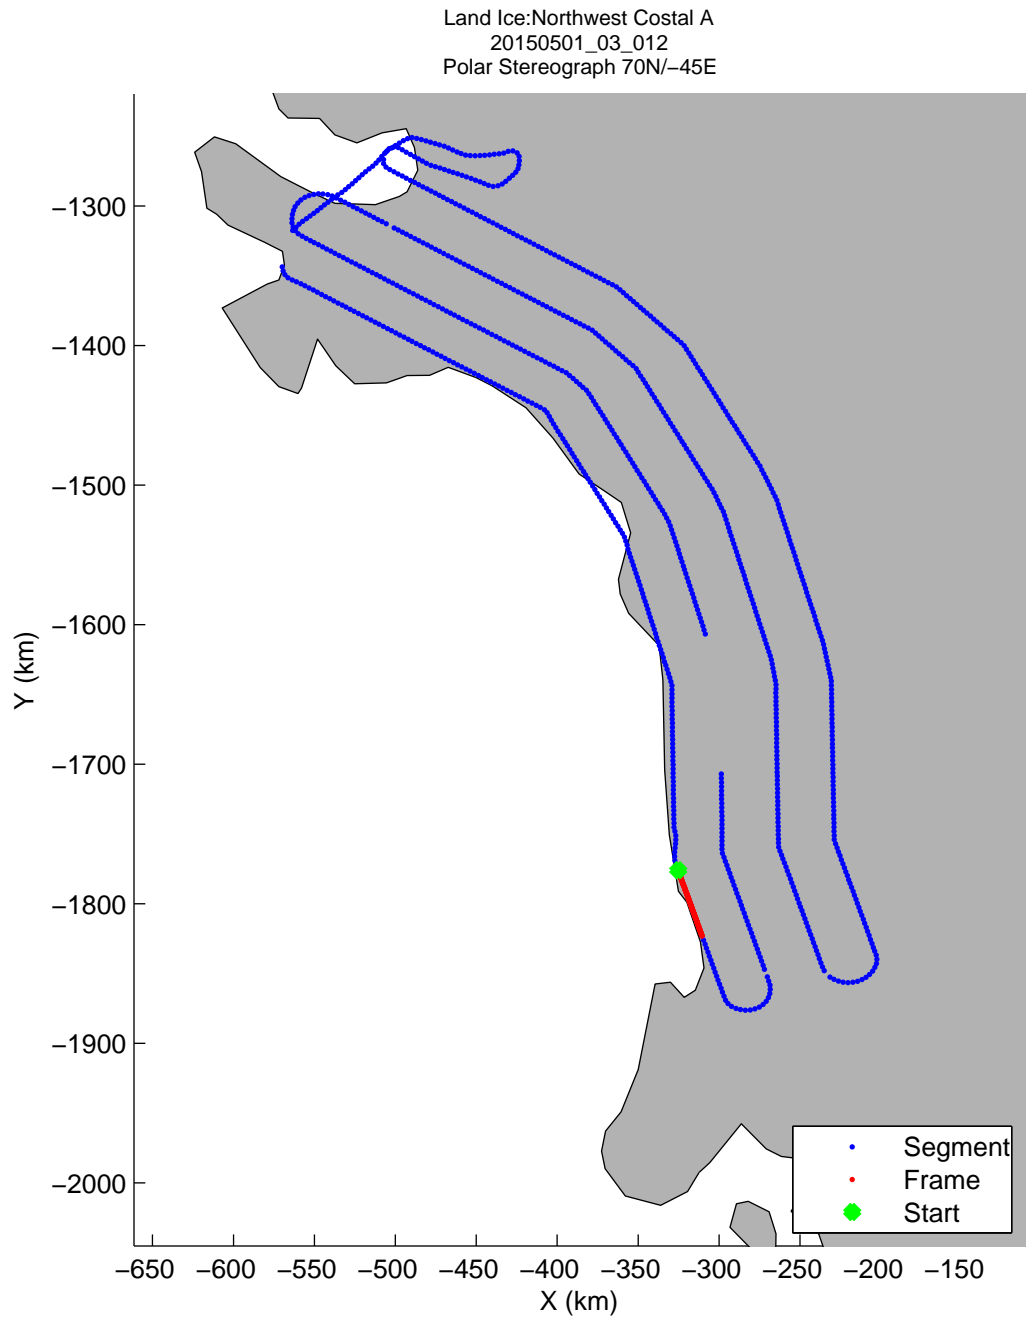 Land Ice:Northwest Costal A
20150501_03_012
Polar Stereograph 70N/−45E
−1300
−1400
−1500
−1600
−1700
−1800
−1900
−2000
Y (km)
Segment
Frame
Start
−650 −600 −550 −500 −450 −400 −350 −300 −250 −200 −150
X (km)